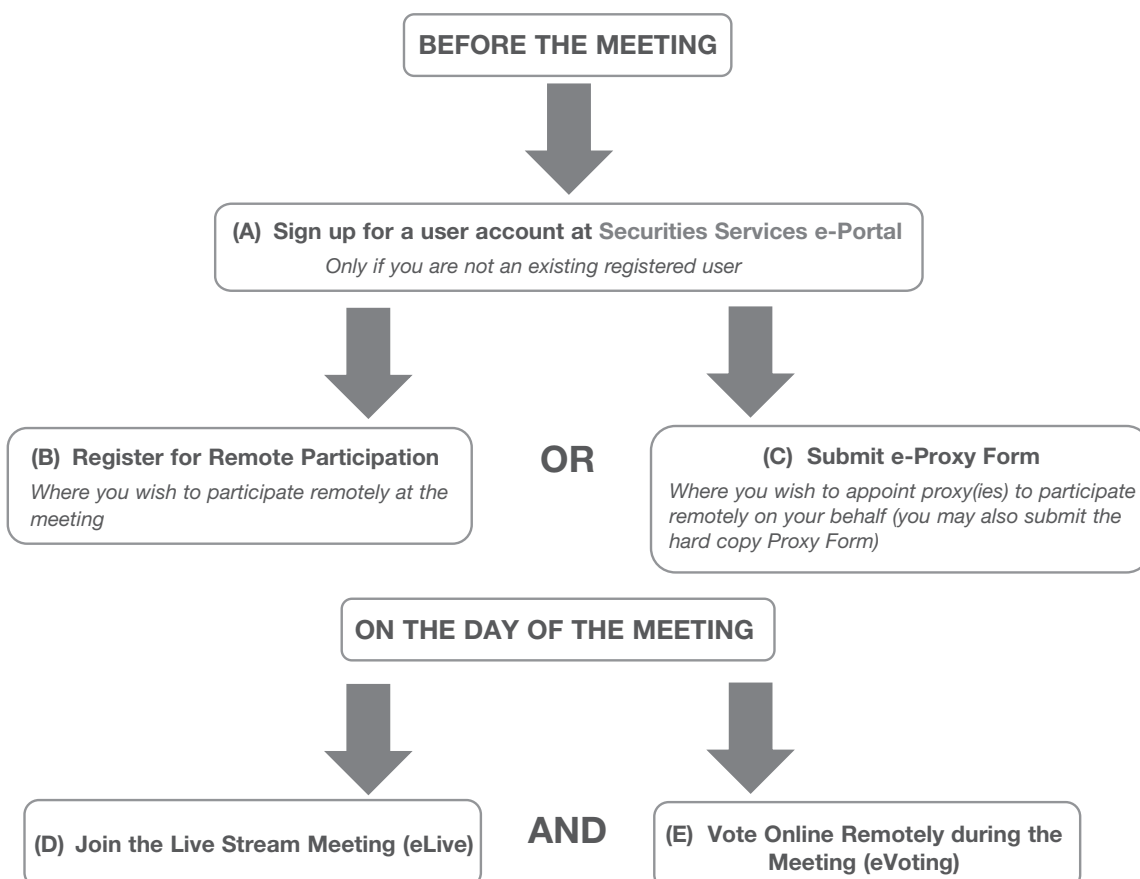 BEFORE THE MEETING
(A) Sign up for a user account at Securities Services e-Portal
Only if you are not an existing registered user
(B) Register for Remote Participation
Where you wish to participate remotely at the
meeting
OR
(C) Submit e-Proxy Form
Where you wish to appoint proxy(ies) to participate
remotely on your behalf (you may also submit the
hard copy Proxy Form)
ON THE DAY OF THE MEETING
(D) Join the Live Stream Meeting (eLive)
AND
(E) Vote Online Remotely during the
Meeting (eVoting)